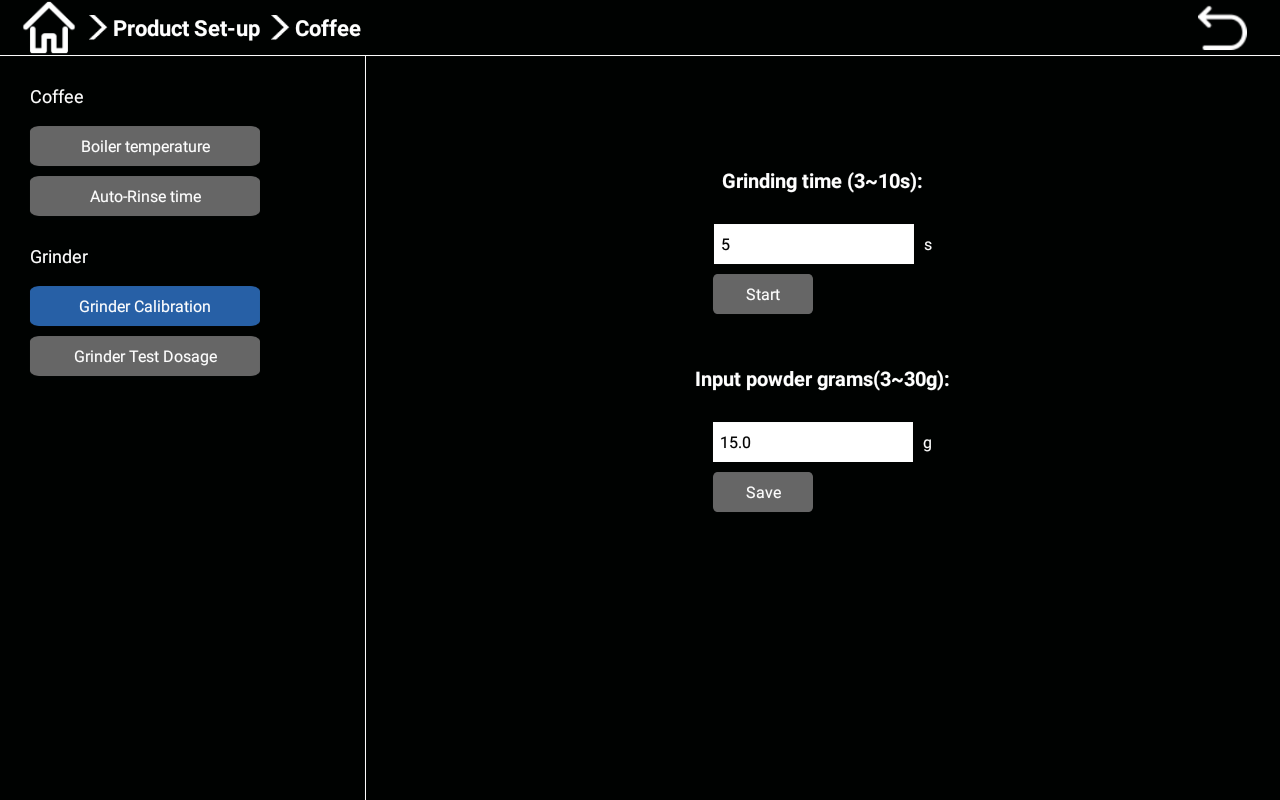 Product Set-up
Coffee
Coffee
Boiler temperature
Auto-Rinse time
Grinder
Grinder Calibration
Grinder Test Dosage
Grinding time (3~10s):
5 s
Start
Input powder grams(3~30g):
15.0 g
Save